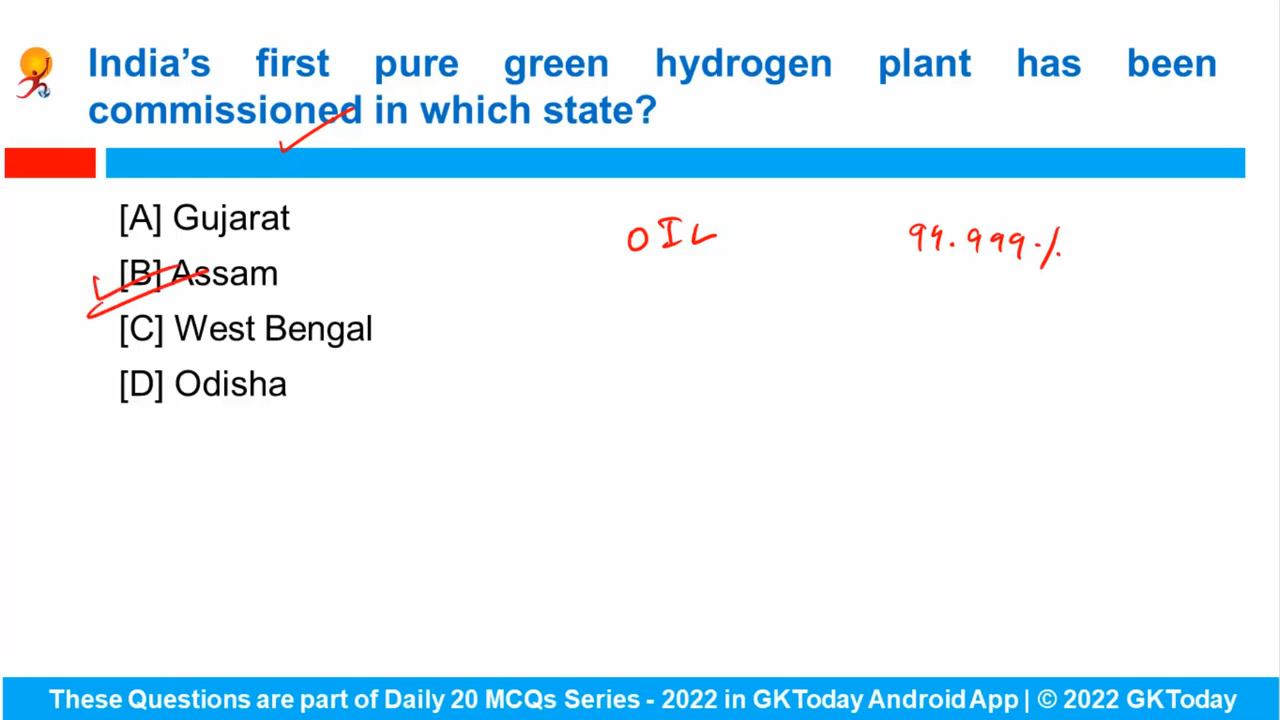 India’s first pure green hydrogen plant has been
commissioned in which state?
[A] Gujarat
OIL 99.999%
[B] Assam
[C] West Bengal
[D] Odisha
These Questions are part of Daily 20 MCQs Series - 2022 in GKToday Android App | © 2022 GKToday